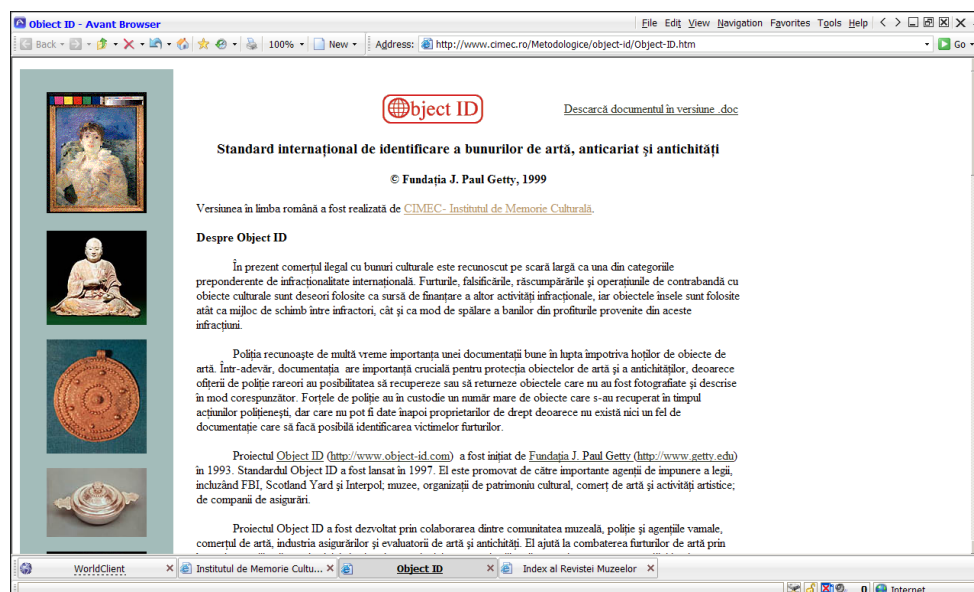 Object ID - Avant Browser
File Edit View Navigation Favorites Tools Help
Back 100% New Address: http://www.cimec.ro/Metodologice/object-id/Object-ID.htm Go
Object ID
Descarcă documentul în versiune .doc
Standard internațional de identificare a bunurilor de artă, anticariat și antichități
© Fundația J. Paul Getty, 1999
Versiunea în limba română a fost realizată de CIMEC- Institutul de Memorie Culturală.
Despre Object ID
În prezent comerțul ilegal cu bunuri culturale este recunoscut pe scară largă ca una din categoriile
preponderente de infracționalitate internațională. Furturile, falsificările, răscumpărările și operațiunile de contrabandă cu
obiecte culturale sunt deseori folosite ca sursă de finanțare a altor activități infracționale, iar obiectele însele sunt folosite
atât ca mijloc de schimb între infractori, cât și ca mod de spălare a banilor din profiturile provenite din aceste
infracțiuni.
Poliția recunoaște de multă vreme importanța unei documentații bune în lupta împotriva hoților de obiecte de
artă. Într-adevăr, documentația are importanță crucială pentru protecția obiectelor de artă și a antichităților, deoarece
ofițerii de poliție rareori au posibilitatea să recupereze sau să returneze obiectele care nu au fost fotografiate și descrise
în mod corespunzător. Forțele de poliție au în custodie un număr mare de obiecte care s-au recuperat în timpul
acțiunilor polițienești, dar care nu pot fi date înapoi proprietarilor de drept deoarece nu există nici un fel de
documentație care să facă posibilă identificarea victimelor furturilor.
Proiectul Object ID (http://www.object-id.com) a fost inițiat de Fundația J. Paul Getty (http://www.getty.edu)
în 1993. Standardul Object ID a fost lansat în 1997. El este promovat de către importante agenții de impunere a legii,
incluzând FBI, Scotland Yard și Interpol; muzee, organizații de patrimoniu cultural, comerț de artă și activități artistice;
de companii de asigurări.
Proiectul Object ID a fost dezvoltat prin colaborarea dintre comunitatea muzeală, poliție și agențiile vamale,
comerțul de artă, industria asigurărilor și evaluatorii de artă și antichități. El ajută la combaterea furturilor de artă prin
WorldClient Institutul de Memorie Cultu... Object ID Index al Revistei Muzeelor
0 Internet